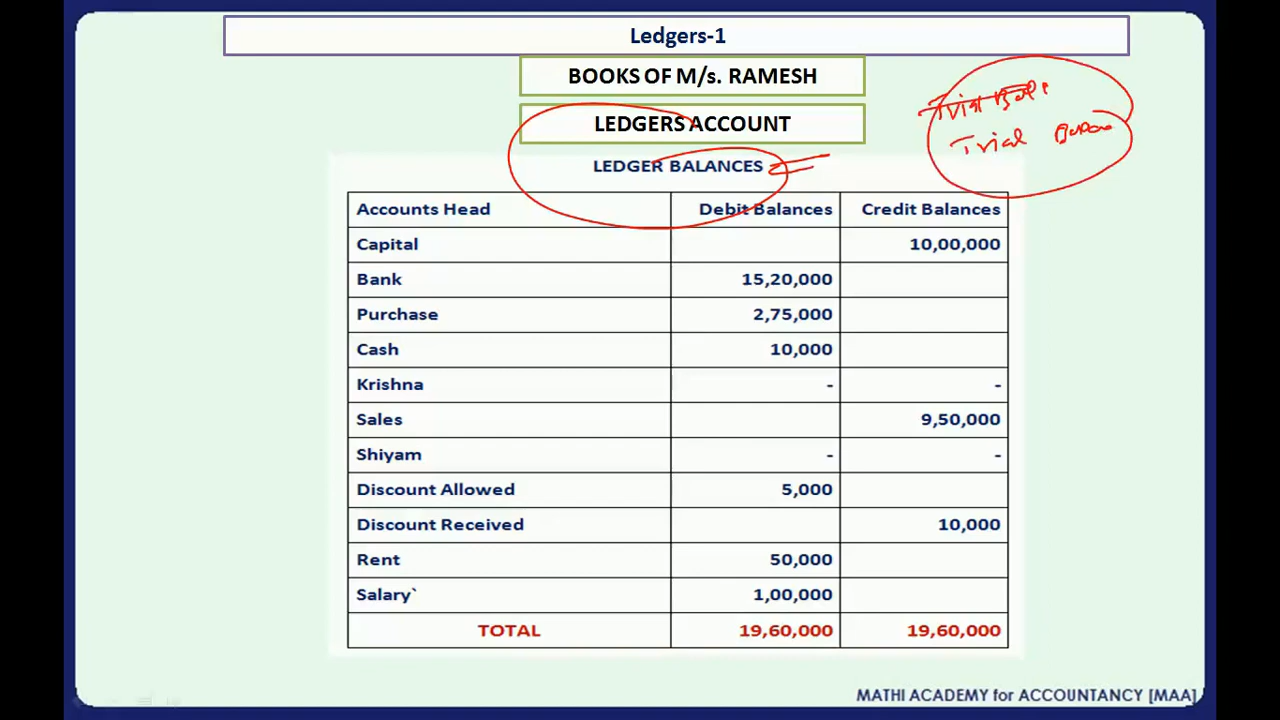 Ledgers-1
BOOKS OF M/s. RAMESH
LEDGERS ACCOUNT
Trial
LEDGER BALANCES
Accounts Head Debit Balances Credit Balances
Capital 10,00,000
Bank 15,20,000
Purchase 2,75,000
Cash 10,000
Krishna - -
Sales 9,50,000
Shiyam - -
Discount Allowed 5,000
Discount Received 10,000
Rent 50,000
Salary` 1,00,000
TOTAL 19,60,000 19,60,000
MATHI ACADEMY for ACCOUNTANCY [MAA]